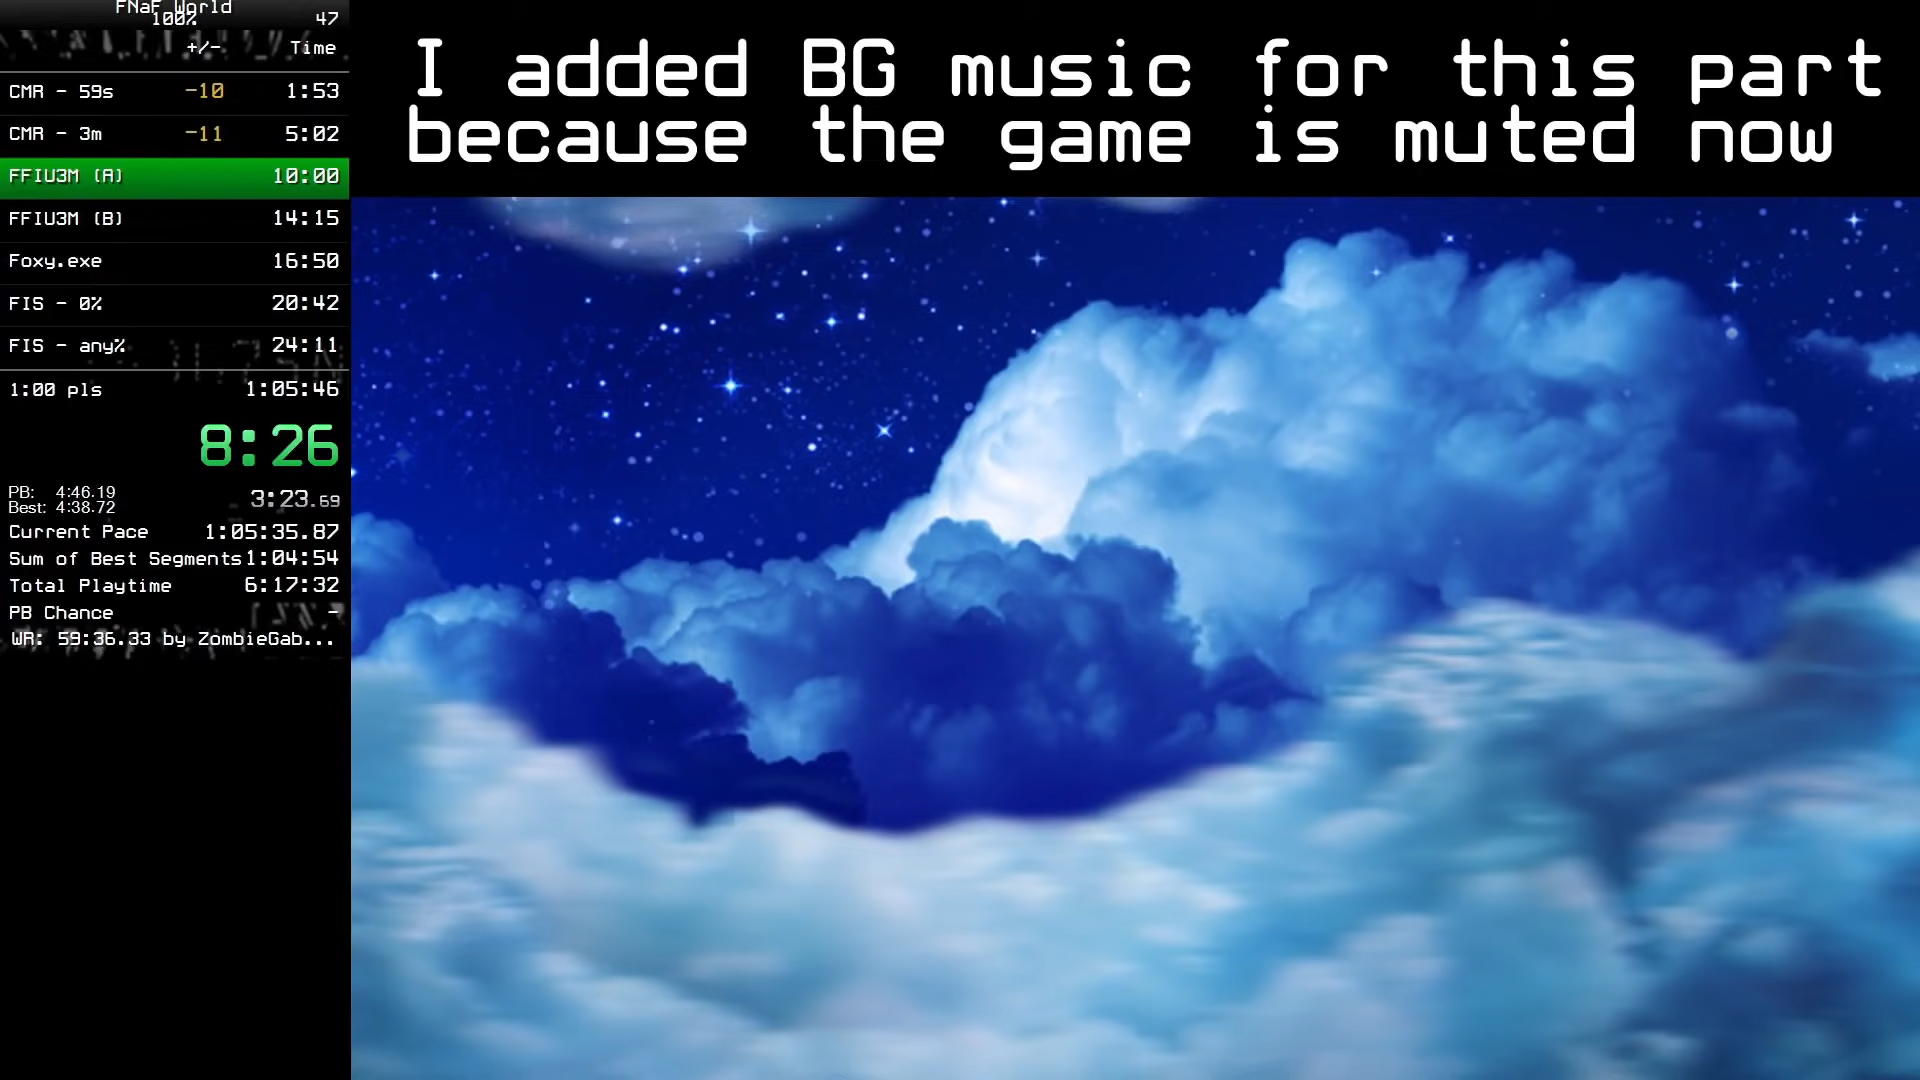 FNaF World
100% 47
+/- Time
CMR - 59s -10 1:53
CMR - 3m -11 5:02
FFIU3M (A) 10:00
FFIU3M (B) 14:15
Foxy.exe 16:50
FIS - 0% 20:42
FIS - any% 24:11
1:00 pls 1:05:46
8:26
PB: 4:46.19
Best: 4:38.72
3:23.69
Current Pace 1:05:35.87
Sum of Best Segments 1:04:54
Total Playtime 6:17:32
PB Chance -
WR: 59:36.33 by ZombieGab...
I added BG music for this part
because the game is muted now